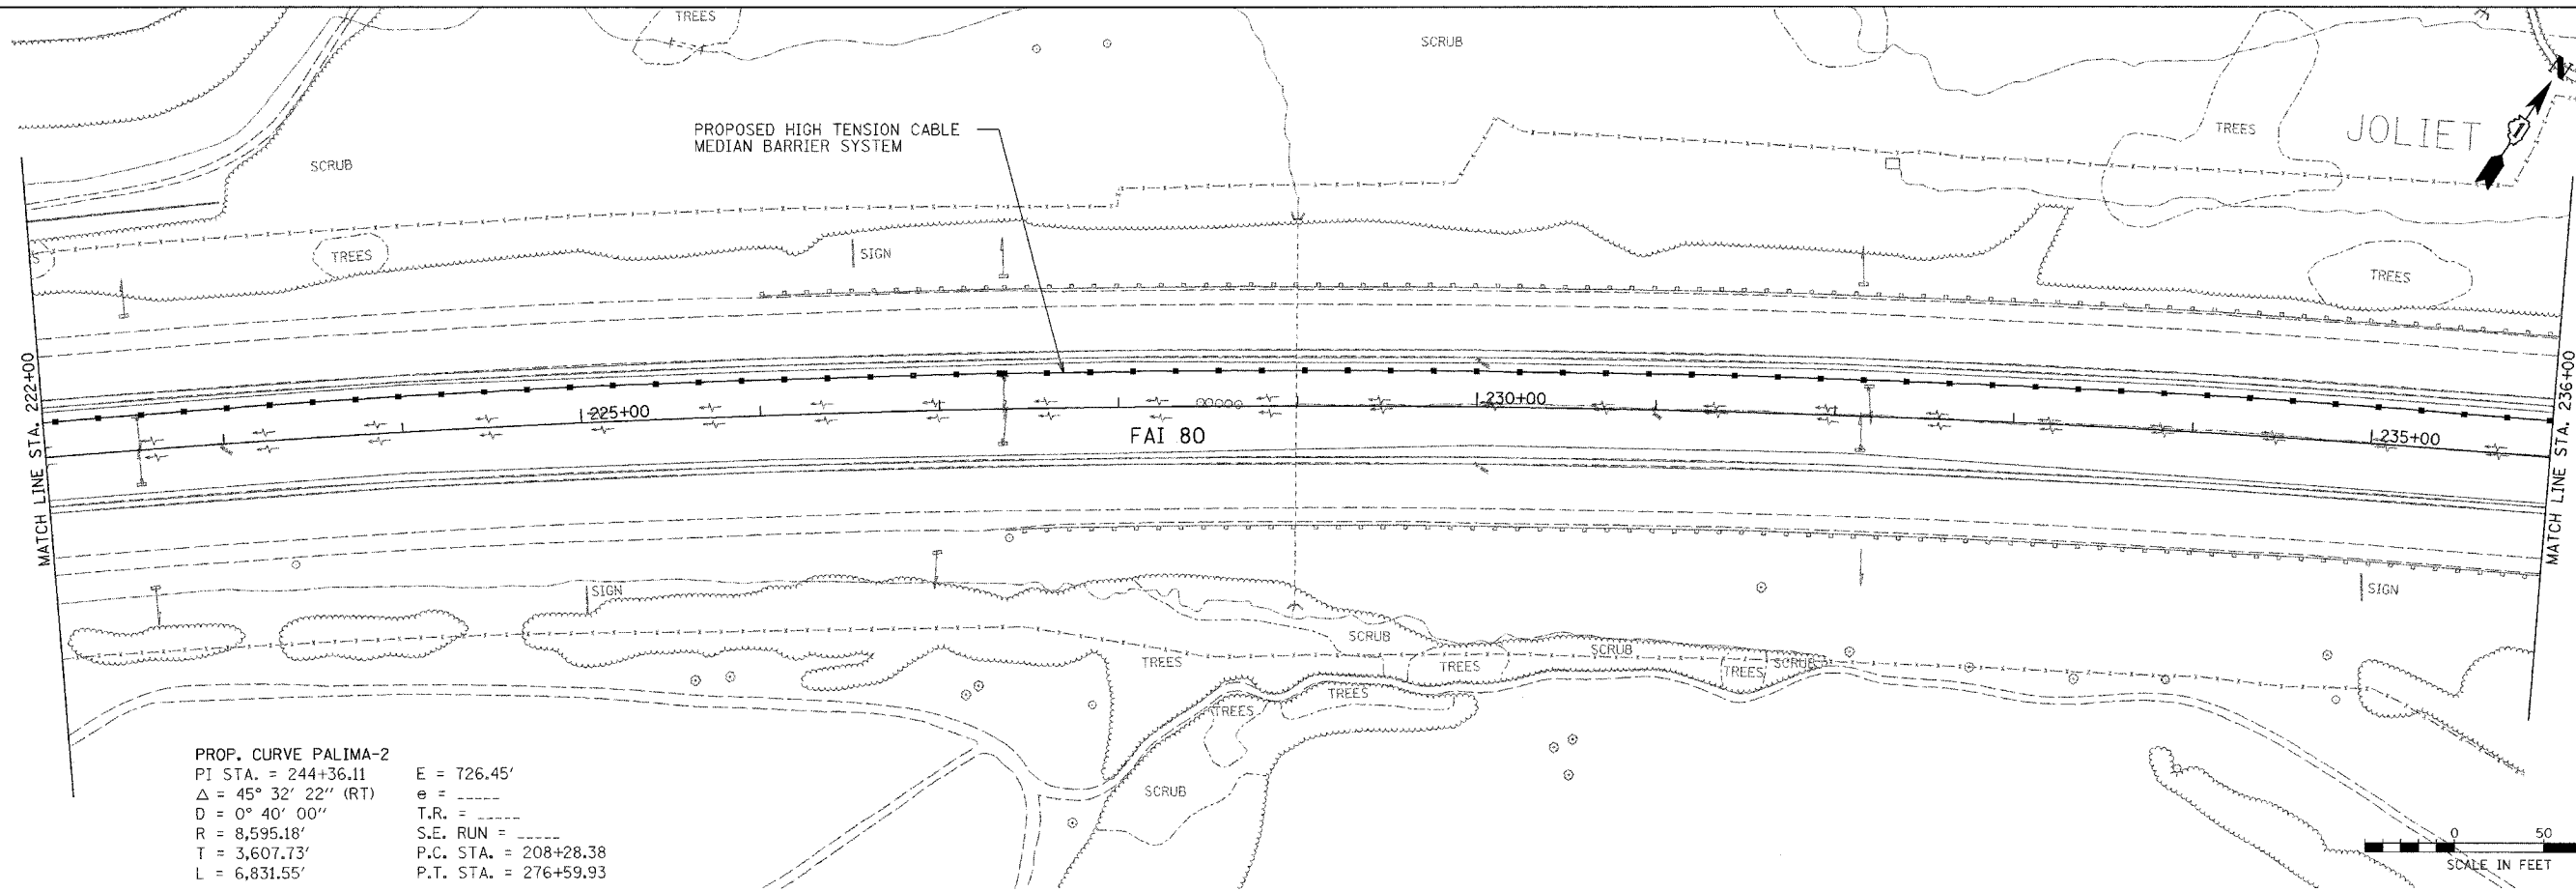 TREES
SCRUB
PROPOSED HIGH TENSION CABLE
MEDIAN BARRIER SYSTEM
TREES
JOLIET
SCRUB
TREES
SIGN
TREES
MATCH LINE STA. 222+00
225+00
230+00
235+00
FAI 80
MATCH LINE STA. 236+00
SIGN
SIGN
SCRUB
SCRUB
TREES
TREES
TREES
SCRUB
TREES
TREES
SCRUB
PROP. CURVE PALIMA-2
PI STA. = 244+36.11
Δ = 45° 32' 22" (RT)
D = 0° 40' 00"
R = 8,595.18'
T = 3,607.73'
L = 6,831.55'
E = 726.45'
e = -----
T.R. = -----
S.E. RUN = -----
P.C. STA. = 208+28.38
P.T. STA. = 276+59.93
0 50
SCALE IN FEET